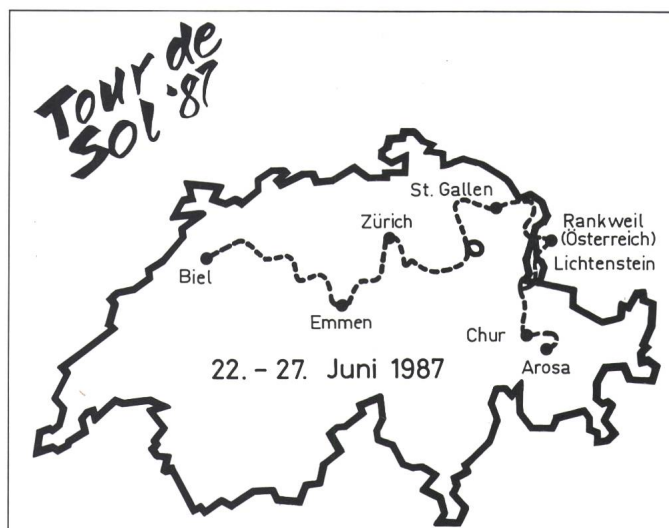 Tour de
Sol '87
St. Gallen
Zürich
Rankweil
(Österreich)
Biel
Lichtenstein
Emmen
Chur
22. – 27. Juni 1987
Arosa